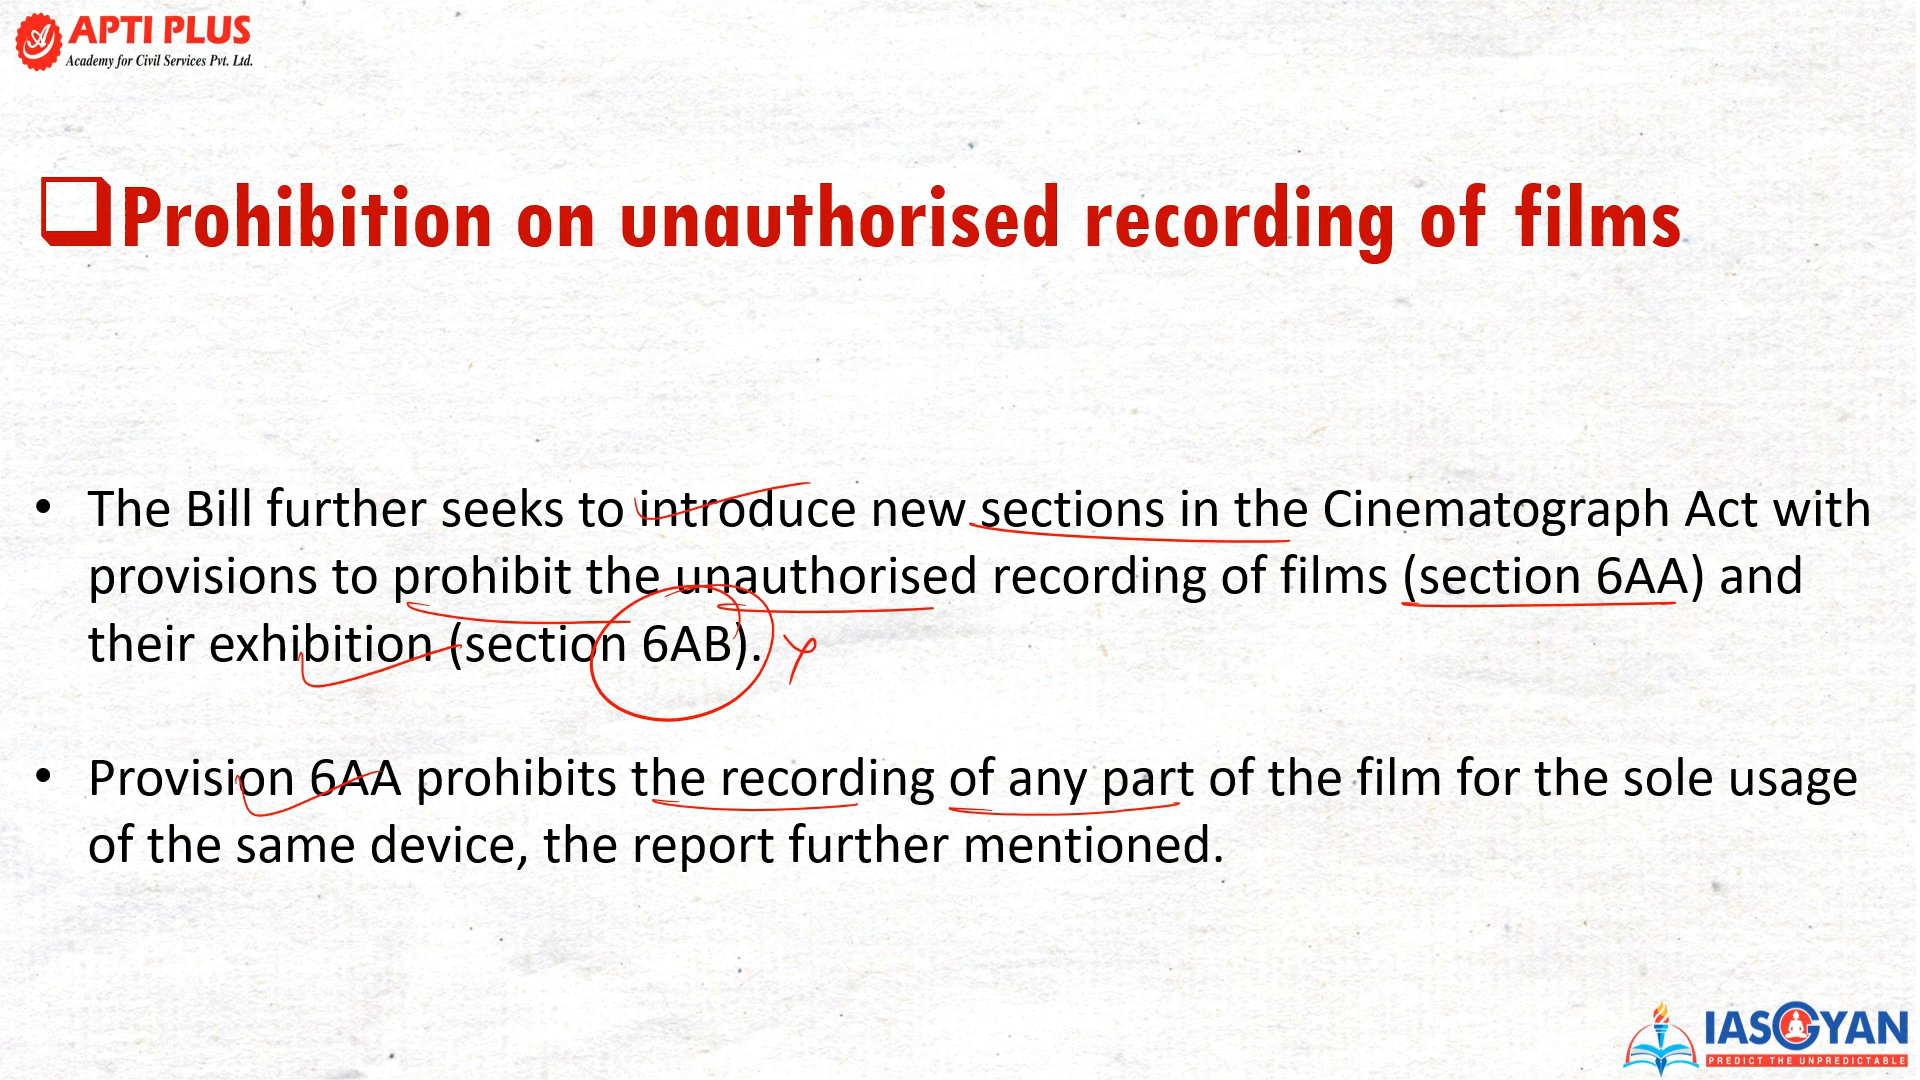 APTI PLUS
Academy for Civil Services Pvt. Ltd.
Prohibition on unauthorised recording of films
• The Bill further seeks to introduce new sections in the Cinematograph Act with
provisions to prohibit the unauthorised recording of films (section 6AA) and
their exhibition (section 6AB).
• Provision 6AA prohibits the recording of any part of the film for the sole usage
of the same device, the report further mentioned.
IASGYAN
PREDICT THE UNPREDICTABLE